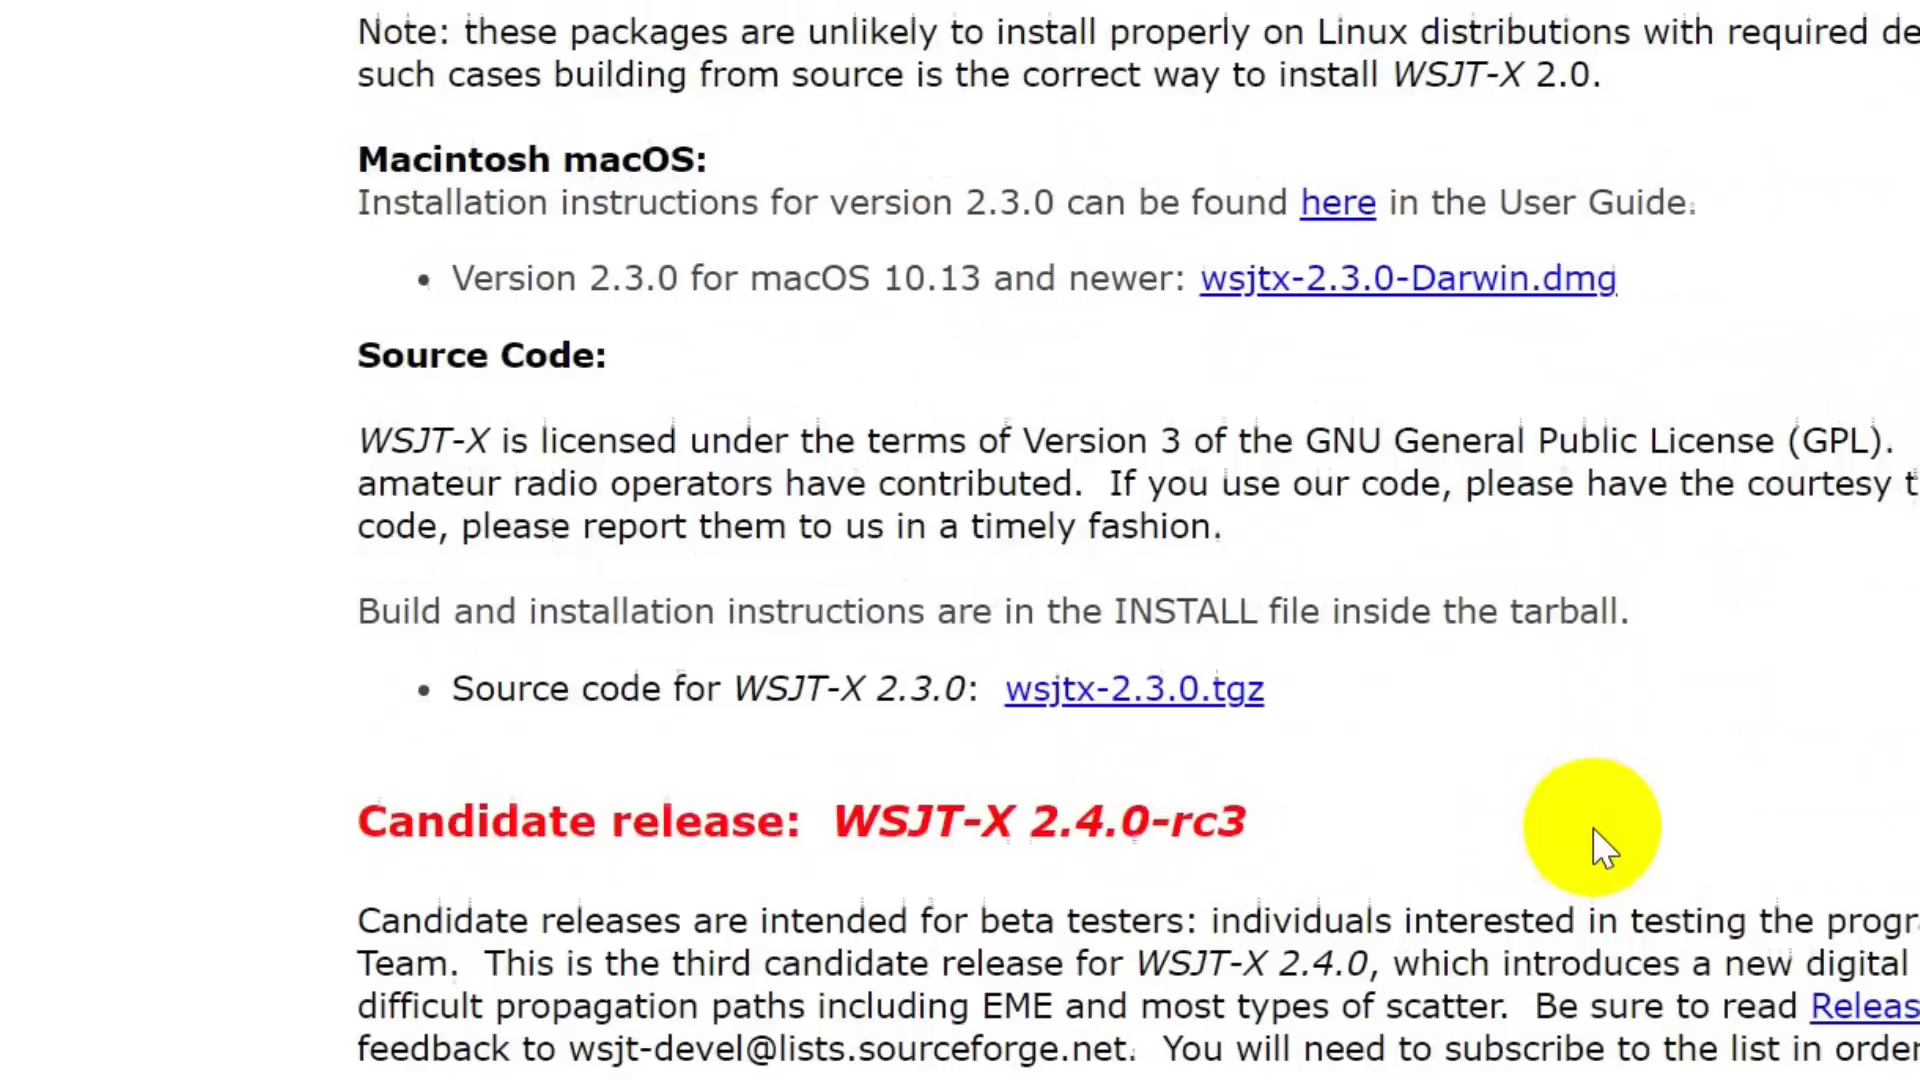 Note: these packages are unlikely to install properly on Linux distributions with required
such cases building from source is the correct way to install WSJT-X 2.0.
Macintosh macOS:
Installation instructions for version 2.3.0 can be found here in the User Guide.
• Version 2.3.0 for macOS 10.13 and newer: wsjtx-2.3.0-Darwin.dmg
Source Code:
WSJT-X is licensed under the terms of Version 3 of the GNU General Public License (GPL).
amateur radio operators have contributed. If you use our code, please have the courtesy
code, please report them to us in a timely fashion.
Build and installation instructions are in the INSTALL file inside the tarball.
• Source code for WSJT-X 2.3.0: wsjtx-2.3.0.tgz
Candidate release: WSJT-X 2.4.0-rc3
Candidate releases are intended for beta testers: individuals interested in testing the
Team. This is the third candidate release for WSJT-X 2.4.0, which introduces a new digital
difficult propagation paths including EME and most types of scatter. Be sure to read
feedback to wsjt-devel@lists.sourceforge.net. You will need to subscribe to the list in